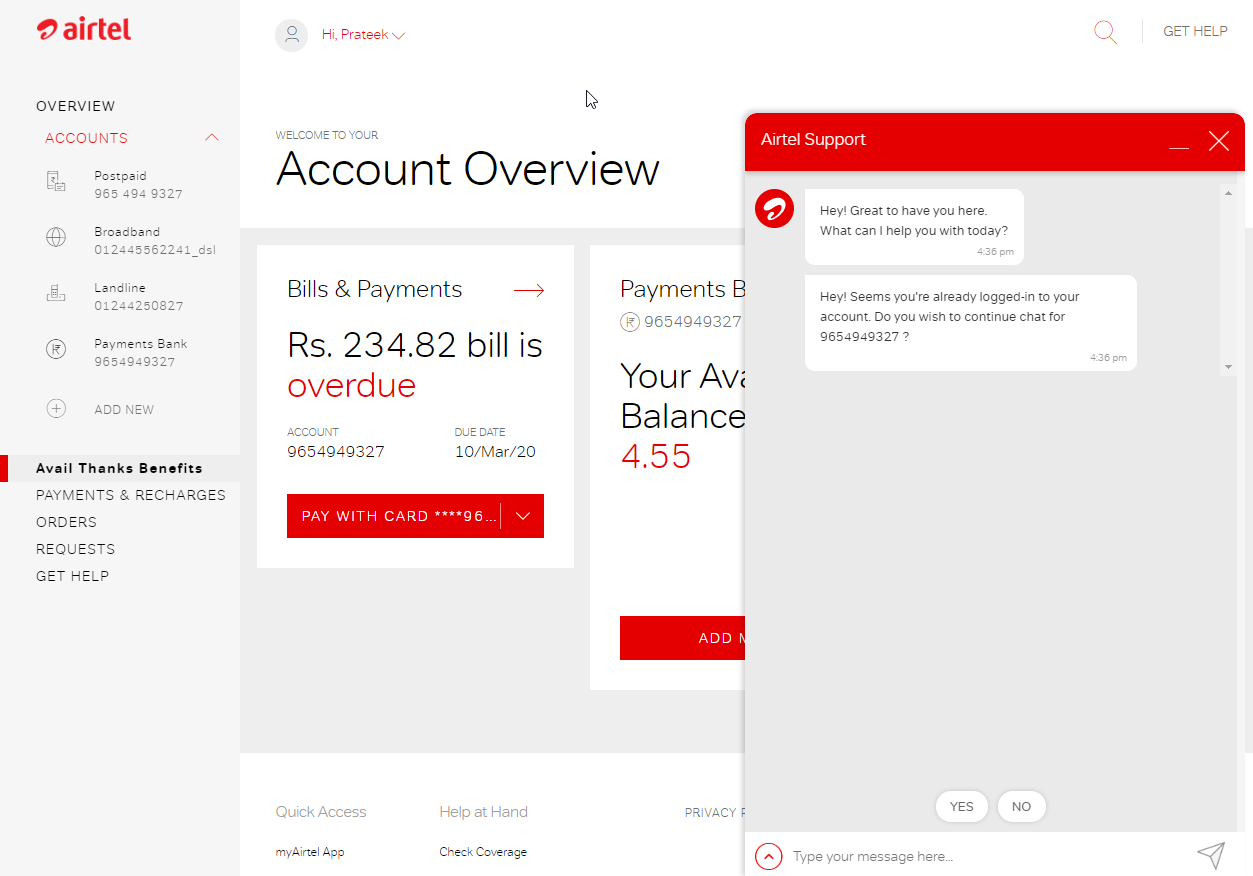 airtel
Hi, Prateek
GET HELP
OVERVIEW
ACCOUNTS
Postpaid
965 494 9327
Broadband
012445562241_dsl
Landline
01244250827
Payments Bank
9654949327
ADD NEW
Avail Thanks Benefits
PAYMENTS & RECHARGES
ORDERS
REQUESTS
GET HELP
WELCOME TO YOUR
Account Overview
Bills & Payments
Rs. 234.82 bill is
overdue
ACCOUNT
DUE DATE
9654949327
10/Mar/20
PAY WITH CARD ****96...
Payments B
9654949327
Your Ava
Balance
4.55
ADD M
Quick Access
Help at Hand
PRIVACY P
myAirtel App
Check Coverage
Airtel Support
Hey! Great to have you here.
What can I help you with today?
4:36 pm
Hey! Seems you're already logged-in to your
account. Do you wish to continue chat for
9654949327 ?
4:36 pm
YES
NO
Type your message here...